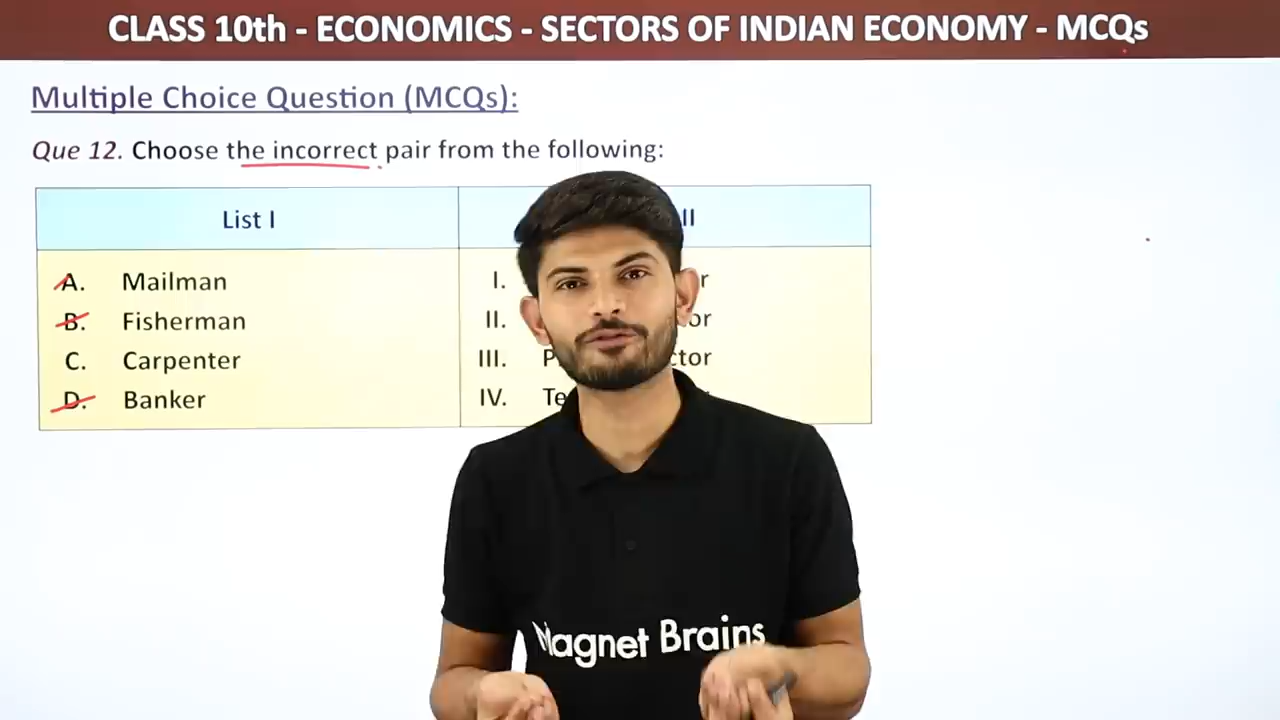 CLASS 10th - ECONOMICS - SECTORS OF INDIAN ECONOMY - MCQs
Multiple Choice Question (MCQs):
Que 12. Choose the incorrect pair from the following:
List I II
A. Mailman I.
B. Fisherman II.
C. Carpenter III.
D. Banker IV.
Magnet Brains